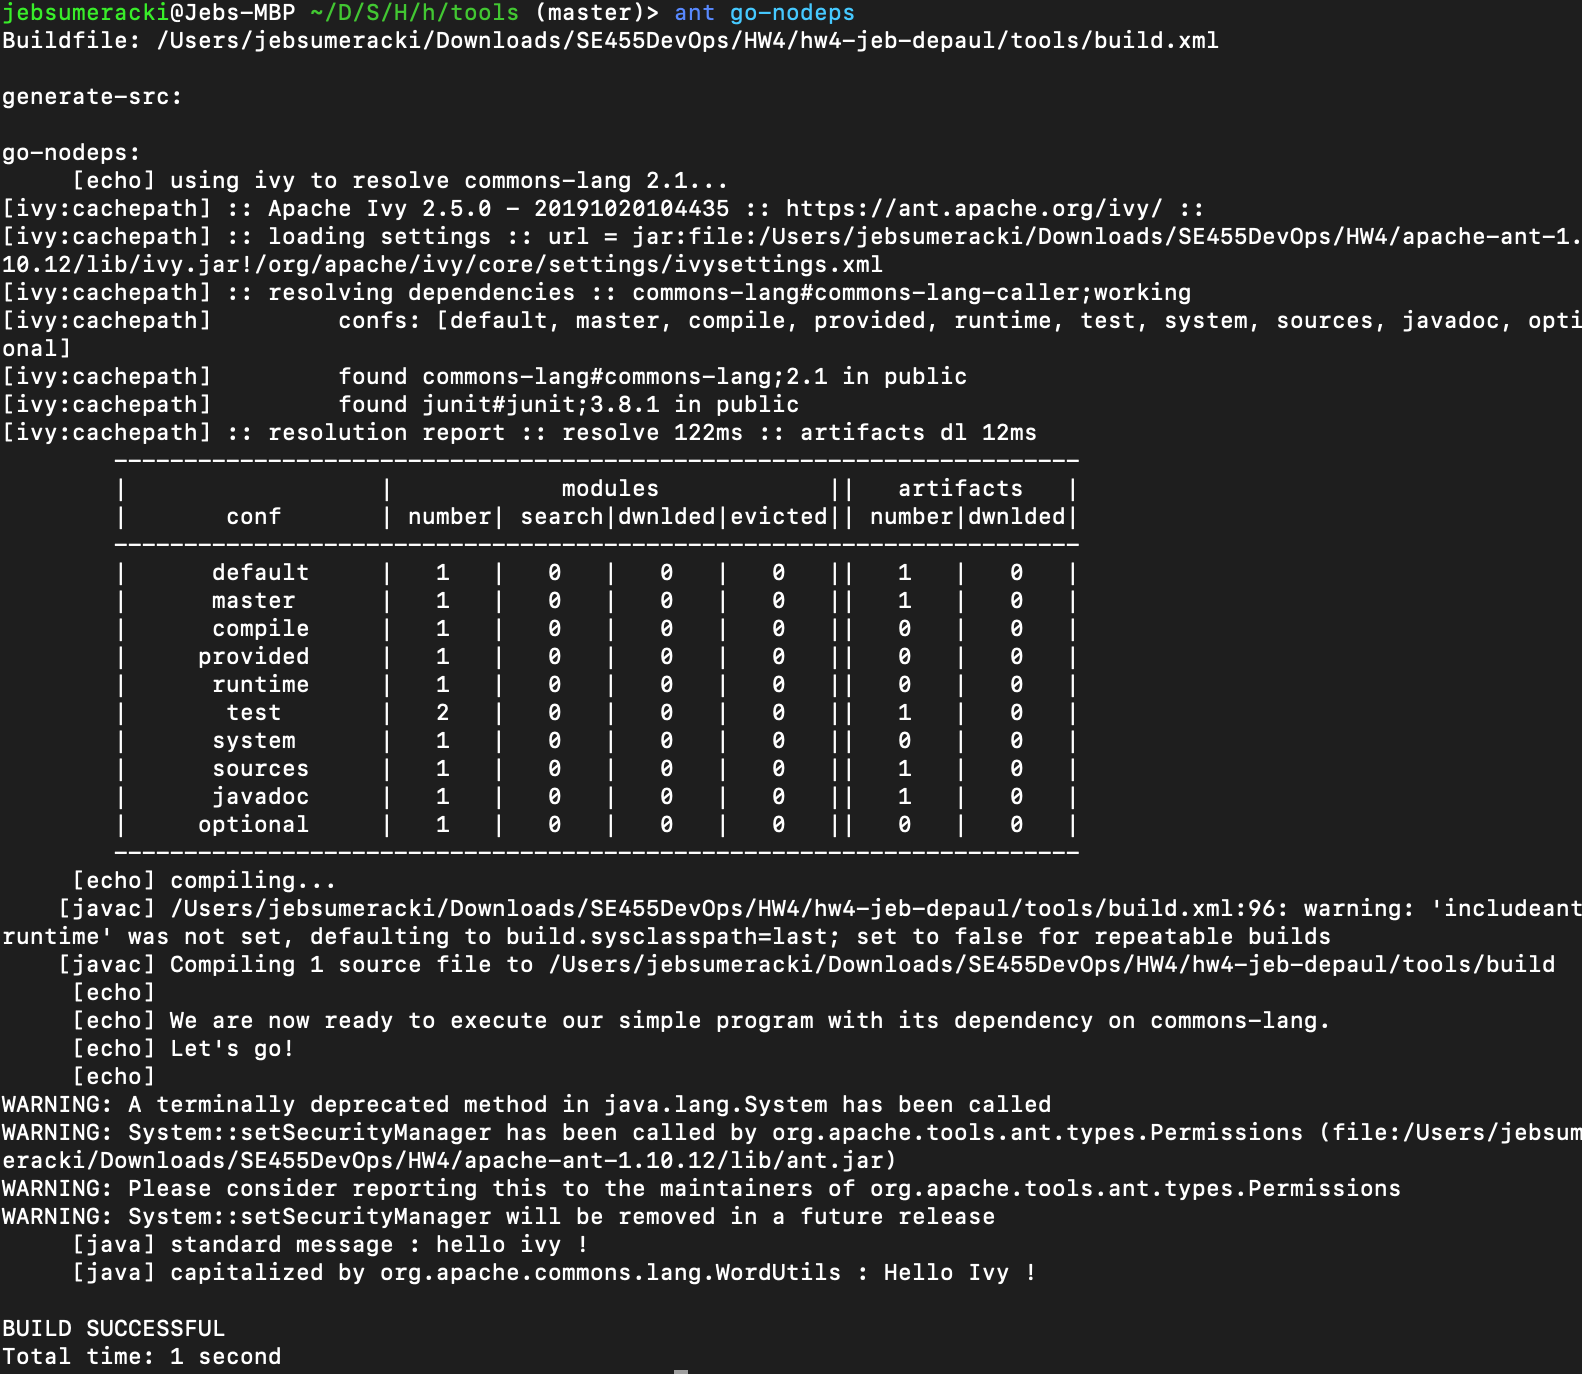 jebsumeracki@Jebs-MBP ~/D/S/H/h/tools (master)> ant go-nodeps
Buildfile: /Users/jebsumeracki/Downloads/SE455DevOps/HW4/hw4-jeb-depaul/tools/build.xml

generate-src:

go-nodeps:
     [echo] using ivy to resolve commons-lang 2.1...
[ivy:cachepath] :: Apache Ivy 2.5.0 - 20191020104435 :: https://ant.apache.org/ivy/ ::
[ivy:cachepath] :: loading settings :: url = jar:file:/Users/jebsumeracki/Downloads/SE455DevOps/HW4/apache-ant-1.
10.12/lib/ivy.jar!/org/apache/ivy/core/settings/ivysettings.xml
[ivy:cachepath] :: resolving dependencies :: commons-lang#commons-lang-caller;working
[ivy:cachepath]         confs: [default, master, compile, provided, runtime, test, system, sources, javadoc, opti
onal]
[ivy:cachepath]         found commons-lang#commons-lang;2.1 in public
[ivy:cachepath]         found junit#junit;3.8.1 in public
[ivy:cachepath] :: resolution report :: resolve 122ms :: artifacts dl 12ms
        ---------------------------------------------------------------------
        |                  |            modules            ||   artifacts   |
        |       conf       | number| search|dwnlded|evicted|| number|dwnlded|
        ---------------------------------------------------------------------
        |      default     |   1   |   0   |   0   |   0   ||   1   |   0   |
        |      master      |   1   |   0   |   0   |   0   ||   1   |   0   |
        |      compile     |   1   |   0   |   0   |   0   ||   0   |   0   |
        |     provided     |   1   |   0   |   0   |   0   ||   0   |   0   |
        |      runtime     |   1   |   0   |   0   |   0   ||   0   |   0   |
        |       test       |   2   |   0   |   0   |   0   ||   1   |   0   |
        |      system      |   1   |   0   |   0   |   0   ||   0   |   0   |
        |      sources     |   1   |   0   |   0   |   0   ||   1   |   0   |
        |      javadoc     |   1   |   0   |   0   |   0   ||   1   |   0   |
        |     optional     |   1   |   0   |   0   |   0   ||   0   |   0   |
        ---------------------------------------------------------------------
     [echo] compiling...
    [javac] /Users/jebsumeracki/Downloads/SE455DevOps/HW4/hw4-jeb-depaul/tools/build.xml:96: warning: 'includeant
runtime' was not set, defaulting to build.sysclasspath=last; set to false for repeatable builds
    [javac] Compiling 1 source file to /Users/jebsumeracki/Downloads/SE455DevOps/HW4/hw4-jeb-depaul/tools/build
     [echo]
     [echo] We are now ready to execute our simple program with its dependency on commons-lang.
     [echo] Let's go!
     [echo]
WARNING: A terminally deprecated method in java.lang.System has been called
WARNING: System::setSecurityManager has been called by org.apache.tools.ant.types.Permissions (file:/Users/jebsum
eracki/Downloads/SE455DevOps/HW4/apache-ant-1.10.12/lib/ant.jar)
WARNING: Please consider reporting this to the maintainers of org.apache.tools.ant.types.Permissions
WARNING: System::setSecurityManager will be removed in a future release
     [java] standard message : hello ivy !
     [java] capitalized by org.apache.commons.lang.WordUtils : Hello Ivy !

BUILD SUCCESSFUL
Total time: 1 second